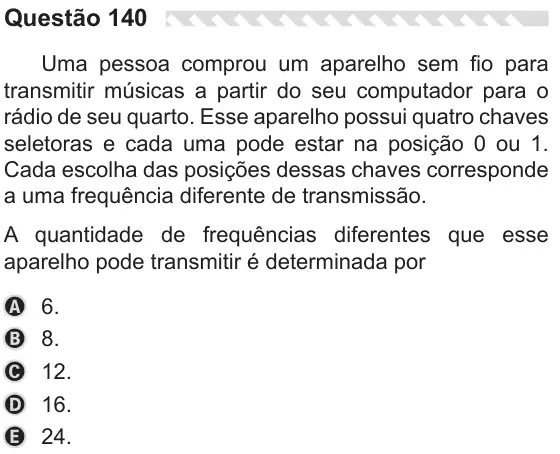 Questão 140
Uma pessoa comprou um aparelho sem fio para
transmitir músicas a partir do seu computador para o
rádio de seu quarto. Esse aparelho possui quatro chaves
seletoras e cada uma pode estar na posição 0 ou 1.
Cada escolha das posições dessas chaves corresponde
a uma frequência diferente de transmissão.
A quantidade de frequências diferentes que esse
aparelho pode transmitir é determinada por
A 6.
B 8.
C 12.
D 16.
E 24.